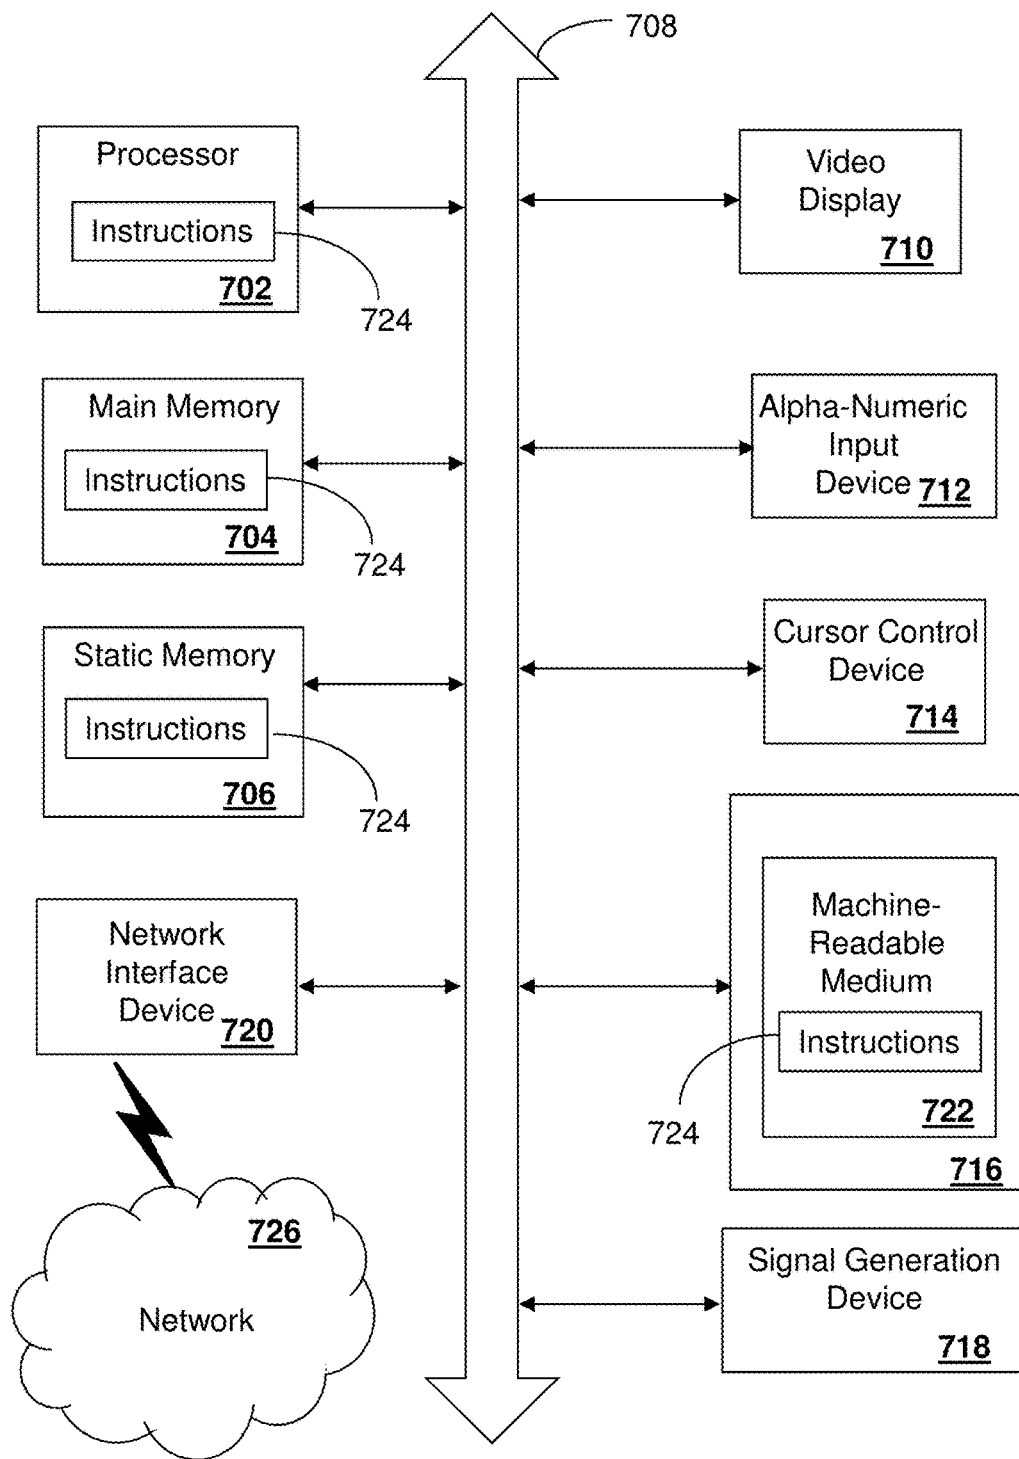 708
Processor
Instructions
702
724
Main Memory
Instructions
704
724
Static Memory
Instructions
706
724
Network
Interface
Device
720
726
Network
Video
Display
710
Alpha-Numeric
Input
Device
712
Cursor Control
Device
714
Machine-
Readable
Medium
Instructions
722
724
716
Signal Generation
Device
718